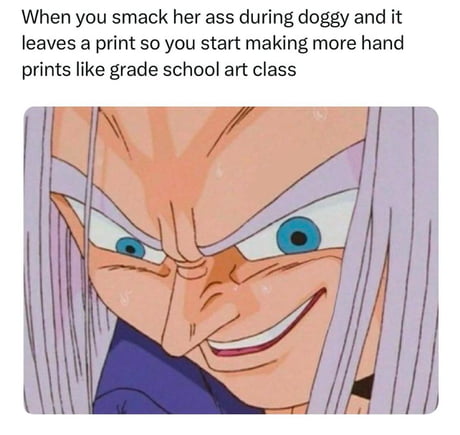 When you smack her ass during doggy and it
leaves a print so you start making more hand
prints like grade school art class